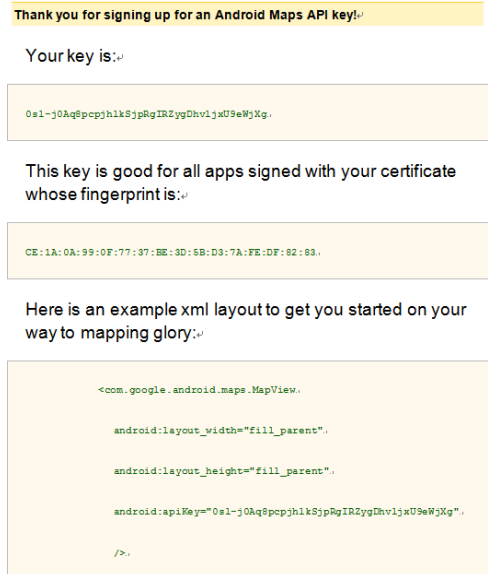 Thank you for signing up for an Android Maps API key!
Your key is:
0sl-j0Aq8pcpjhlkSjpRgIRZygDhvljxU9eWjXg
This key is good for all apps signed with your certificate
whose fingerprint is:
CE:1A:0A:99:0F:77:37:BE:3D:5B:D3:7A:FE:DF:82:83
Here is an example xml layout to get you started on your
way to mapping glory:
<com.google.android.maps.MapView
android:layout_width="fill_parent"
android:layout_height="fill_parent"
android:apiKey="0sl-j0Aq8pcpjhlkSjpRgIRZygDhvljxU9eWjXg"
/>